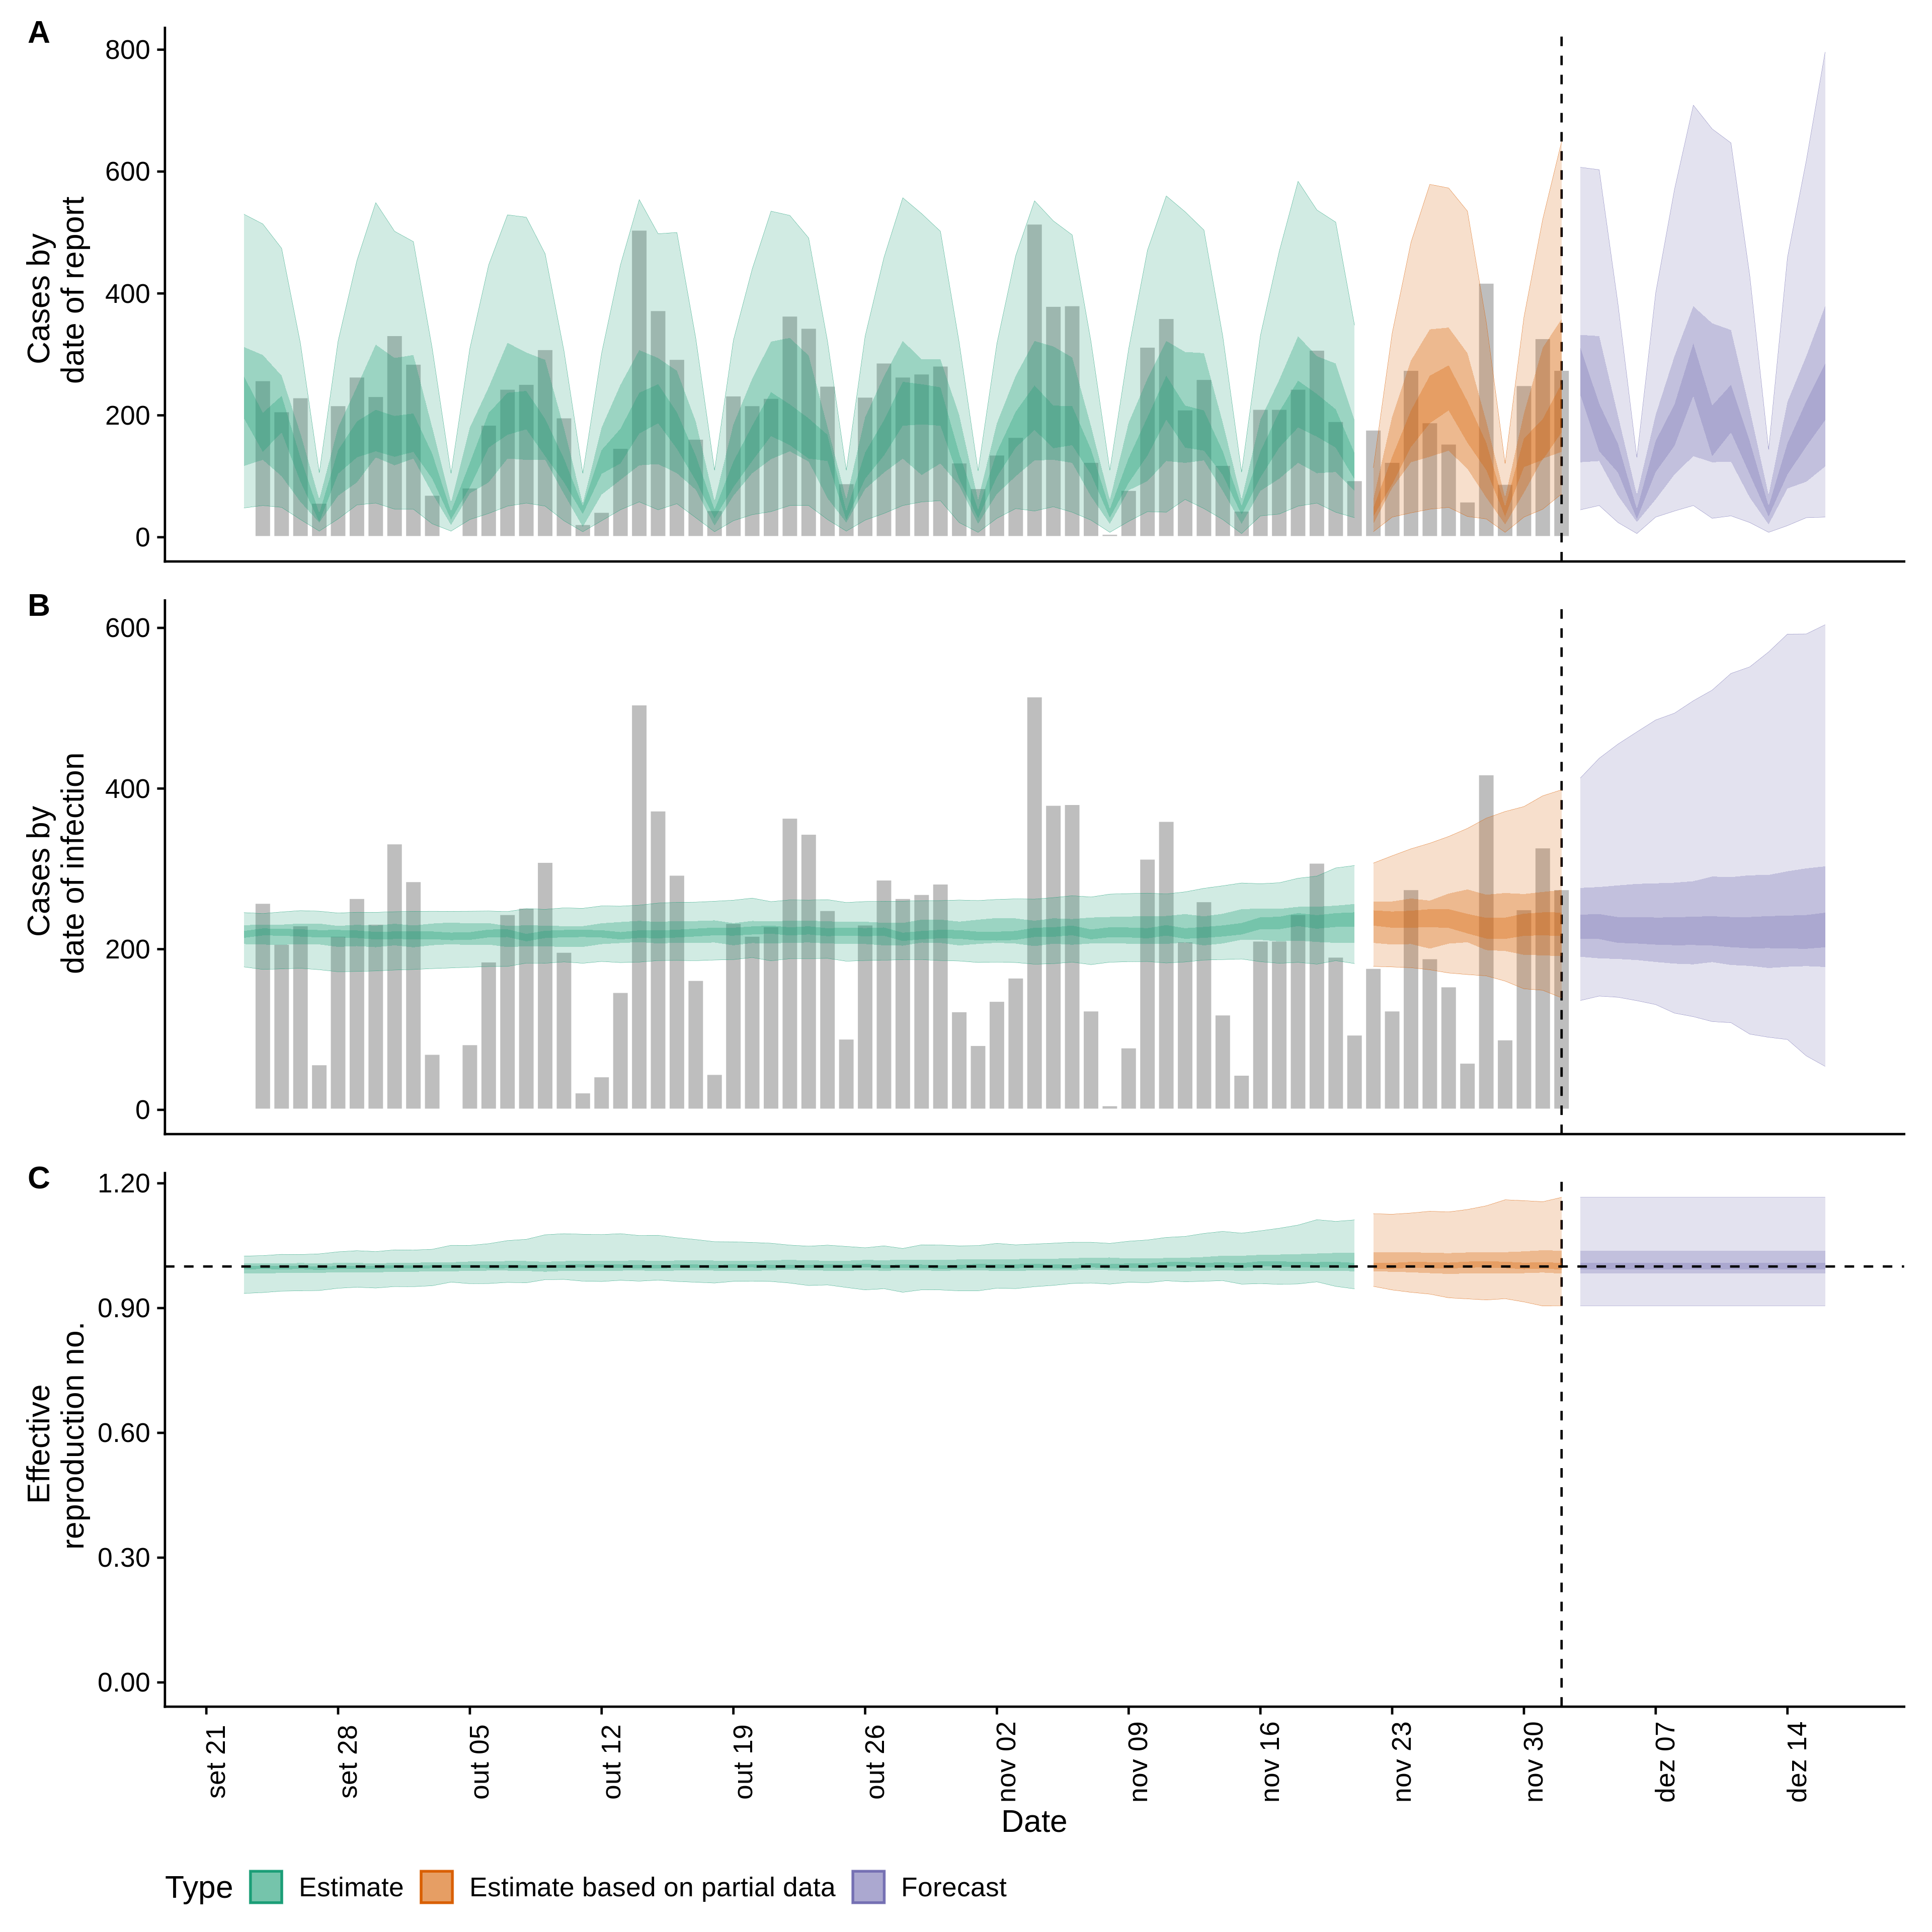 A
800
600
400
200
0
Cases by
date of report
B
600
400
200
0
Cases by
date of infection
C
1.20
0.90
0.60
0.30
0.00
Effective
reproduction no.
set 21
set 28
out 05
out 12
out 19
out 26
nov 02
nov 09
nov 16
nov 23
nov 30
dez 07
dez 14
Date
Type Estimate Estimate based on partial data Forecast